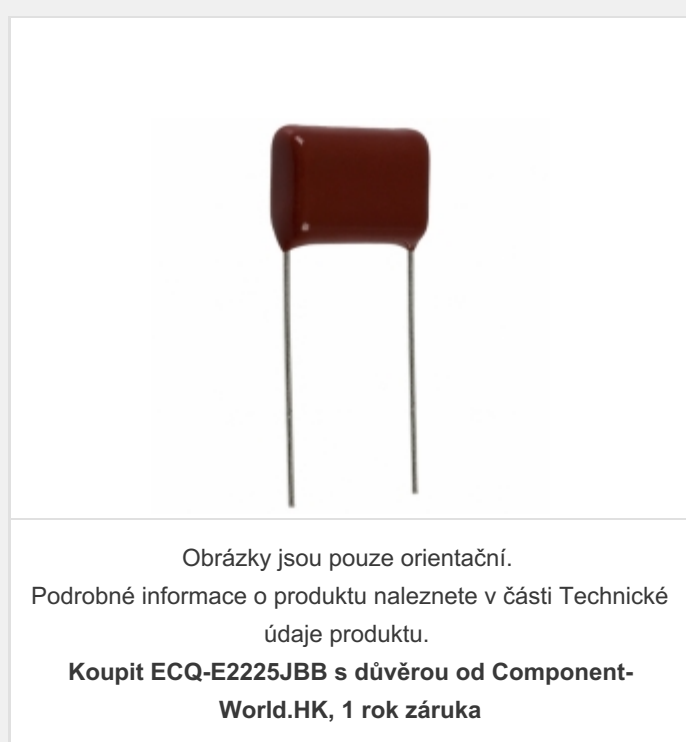 Obrázky jsou pouze orientační.
Podrobné informace o produktu naleznete v části Technické
údaje produktu.
Koupit ECQ-E2225JBB s důvěrou od Component-
World.HK, 1 rok záruka